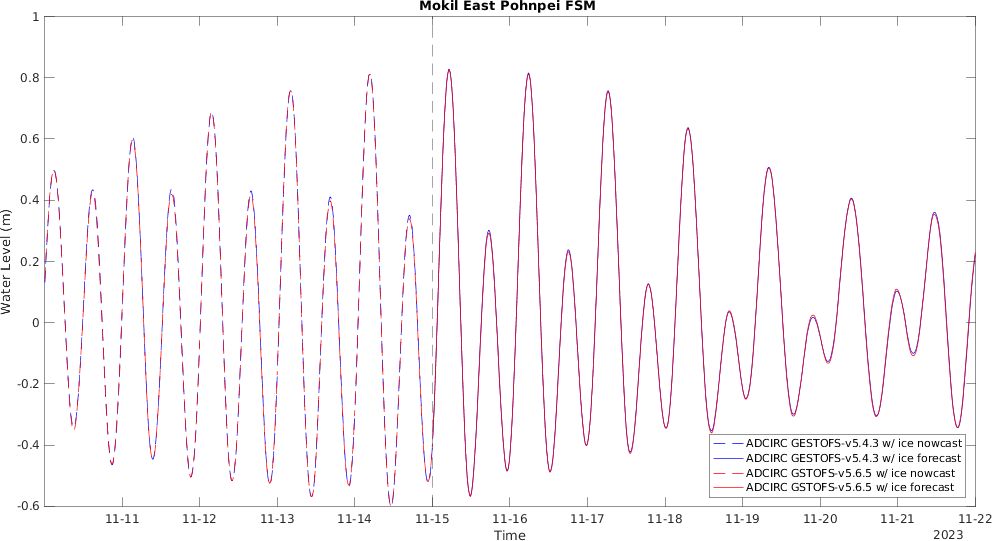 Mokil East Pohnpei FSM
1
0.8
0.6
0.4
0.2
0
-0.2
-0.4
-0.6
Water Level (m)
ADCIRC GESTOFS-v5.4.3 w/ ice nowcast
ADCIRC GESTOFS-v5.4.3 w/ ice forecast
ADCIRC GSTOFS-v5.6.5 w/ ice nowcast
ADCIRC GSTOFS-v5.6.5 w/ ice forecast
11-11 11-12 11-13 11-14 11-15 11-16 11-17 11-18 11-19 11-20 11-21 11-22
Time
2023